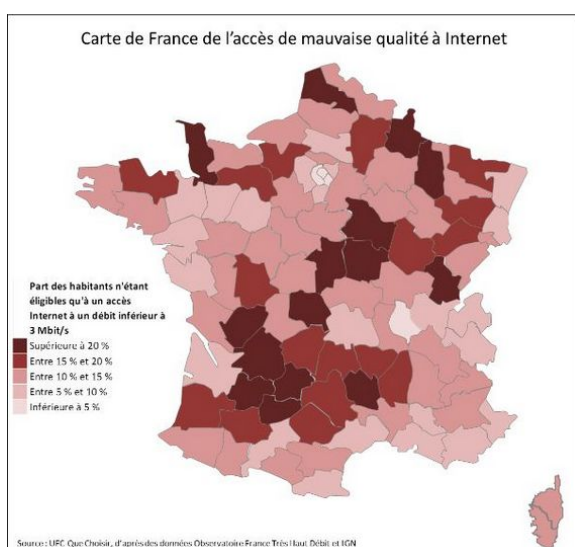 Carte de France de l'accès de mauvaise qualité à Internet
Part des habitants n'étant
éligibles qu'à un accès
Internet à un débit inférieur à
3 Mbit/s
Supérieure à 20 %
Entre 15 % et 20 %
Entre 10 % et 15 %
Entre 5 % et 10 %
Inférieure à 5 %
Source : UFC Que Choisir, d'après des données Observatoire France Très Haut Débit et IGN